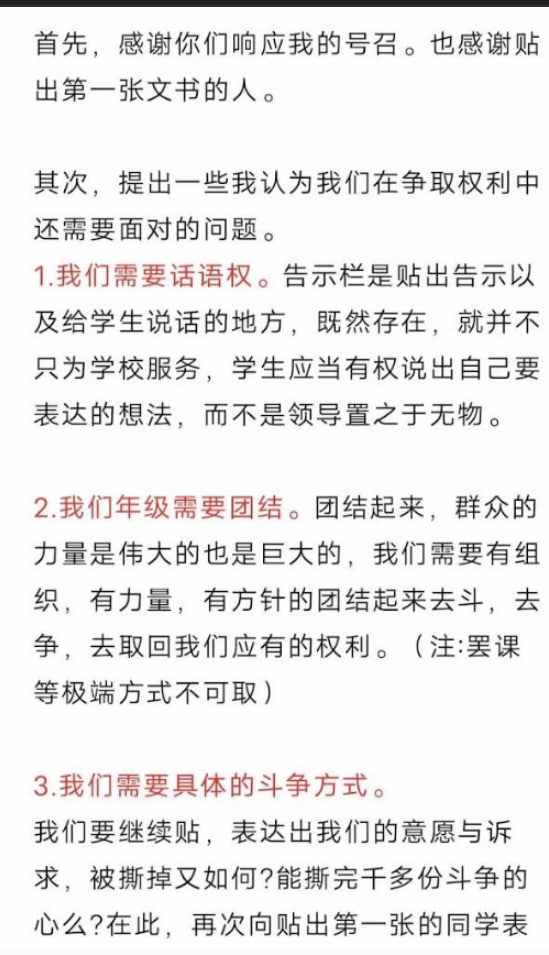 首先，感谢你们响应我的号召。也感谢贴
出第一张文书的人。
其次，提出一些我认为我们在争取权利中
还需要面对的问题。
1.我们需要话语权。告示栏是贴出告示以
及给学生说话的地方，既然存在，就并不
只为学校服务，学生应当有权说出自己要
表达的想法，而不是领导置之于无物。
2.我们年级需要团结。团结起来，群众的
力量是伟大的也是巨大的，我们需要有组
织，有力量，有方针的团结起来去斗，去
争，去取回我们应有的权利。（注:罢课
等极端方式不可取）
3.我们需要具体的斗争方式。
我们要继续贴，表达出我们的意愿与诉
求，被撕掉又如何?能撕完千多份斗争的
心么?在此，再次向贴出第一张的同学表